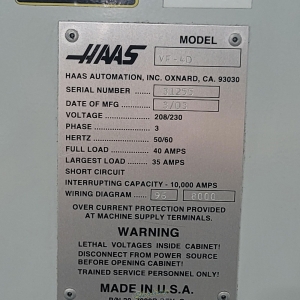 HAAS
MODEL
VF-4D
HAAS AUTOMATION, INC. OXNARD, CA. 93030
SERIAL NUMBER
DATE OF MFG
VOLTAGE 208/230
PHASE 3
HERTZ 50/60
FULL LOAD 40 AMPS
LARGEST LOAD 35 AMPS
SHORT CIRCUIT
INTERRUPTING CAPACITY - 10,000 AMPS
WIRING DIAGRAM 96 8000
OVER CURRENT PROTECTION PROVIDED
AT MACHINE SUPPLY TERMINALS.
WARNING
LETHAL VOLTAGES INSIDE CABINET!
DISCONNECT FROM POWER SOURCE
BEFORE OPENING CABINET!
TRAINED SERVICE PERSONNEL ONLY!
MADE IN U.S.A.